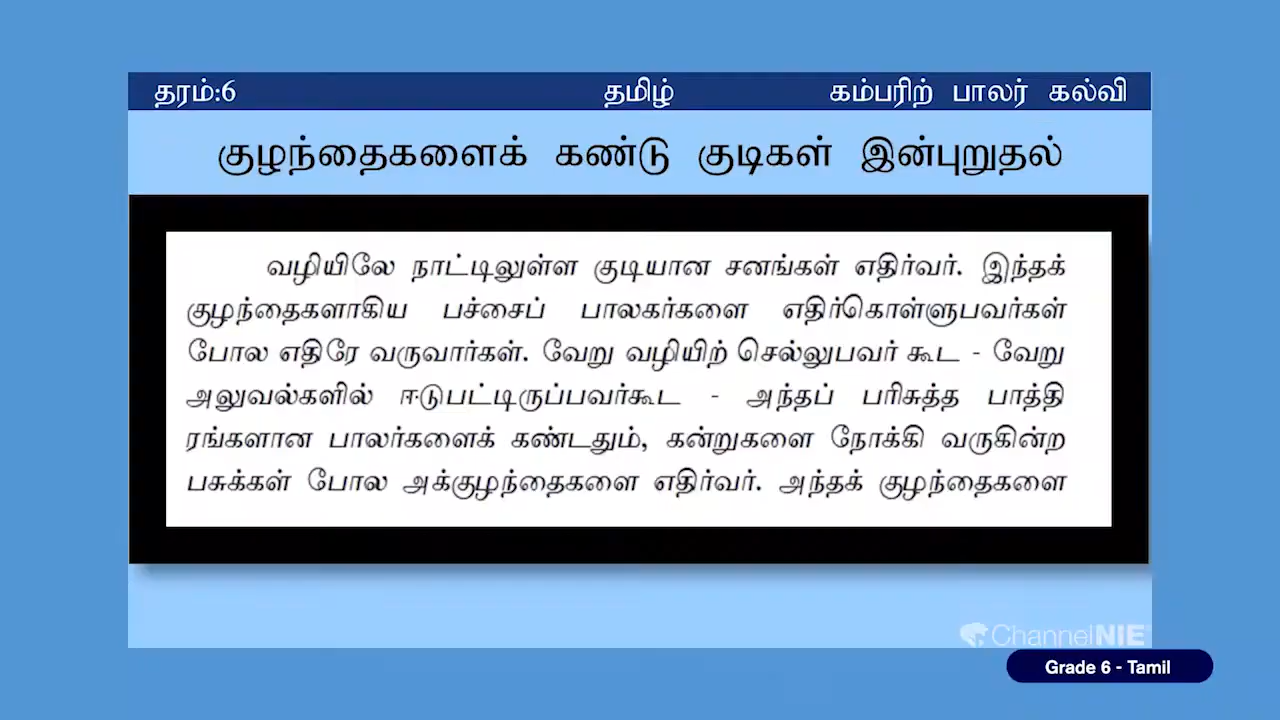 தரம்:6 தமிழ் கம்பரிற் பாலர் கல்வி
குழந்தைகளைக் கண்டு குடிகள் இன்புறுதல்
வழியிலே நாட்டிலுள்ள குடியான சனங்கள் எதிர்வர். இந்தக்
குழந்தைகளாகிய பச்சைப் பாலகர்களை எதிர்கொள்ளுபவர்கள்
போல எதிரே வருவார்கள். வேறு வழியிற் செல்லுபவர் கூட - வேறு
அலுவல்களில் ஈடுபட்டிருப்பவர்கூட - அந்தப் பரிசுத்த பாத்தி
ரங்களான பாலர்களைக் கண்டதும், கன்றுகளை நோக்கி வருகின்ற
பசுக்கள் போல அக்குழந்தைகளை எதிர்வர். அந்தக் குழந்தைகளை
ChannelNIE
Grade 6 - Tamil